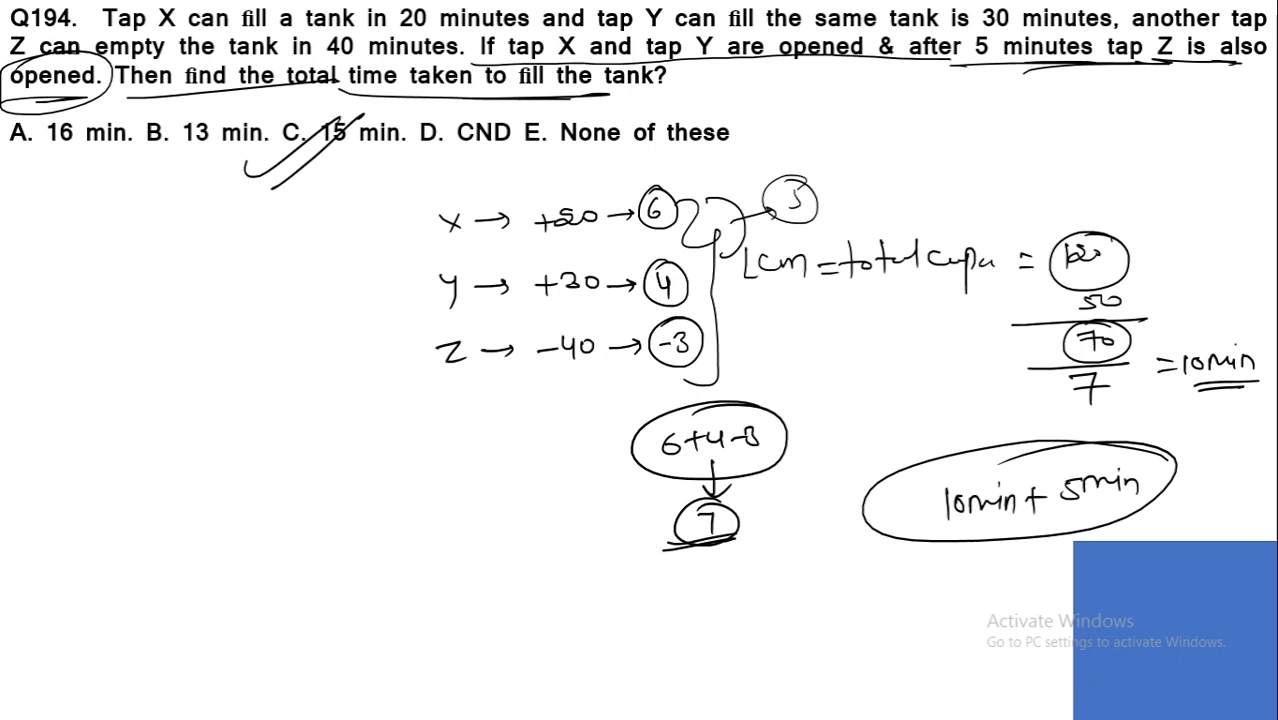 Q194. Tap X can fill a tank in 20 minutes and tap Y can fill the same tank is 30 minutes, another tap
Z can empty the tank in 40 minutes. If tap X and tap Y are opened & after 5 minutes tap Z is also
opened. Then find the total time taken to fill the tank?
A. 16 min. B. 13 min. C. 15 min. D. CND E. None of these
X → +20 → 6
5
Lcm = total capa = 120
Y → +30 → 4
50
Z → -40 → -3
70
7
= 10min
6+4-3
7
10min + 5min
Activate Windows
Go to PC settings to activate Windows.